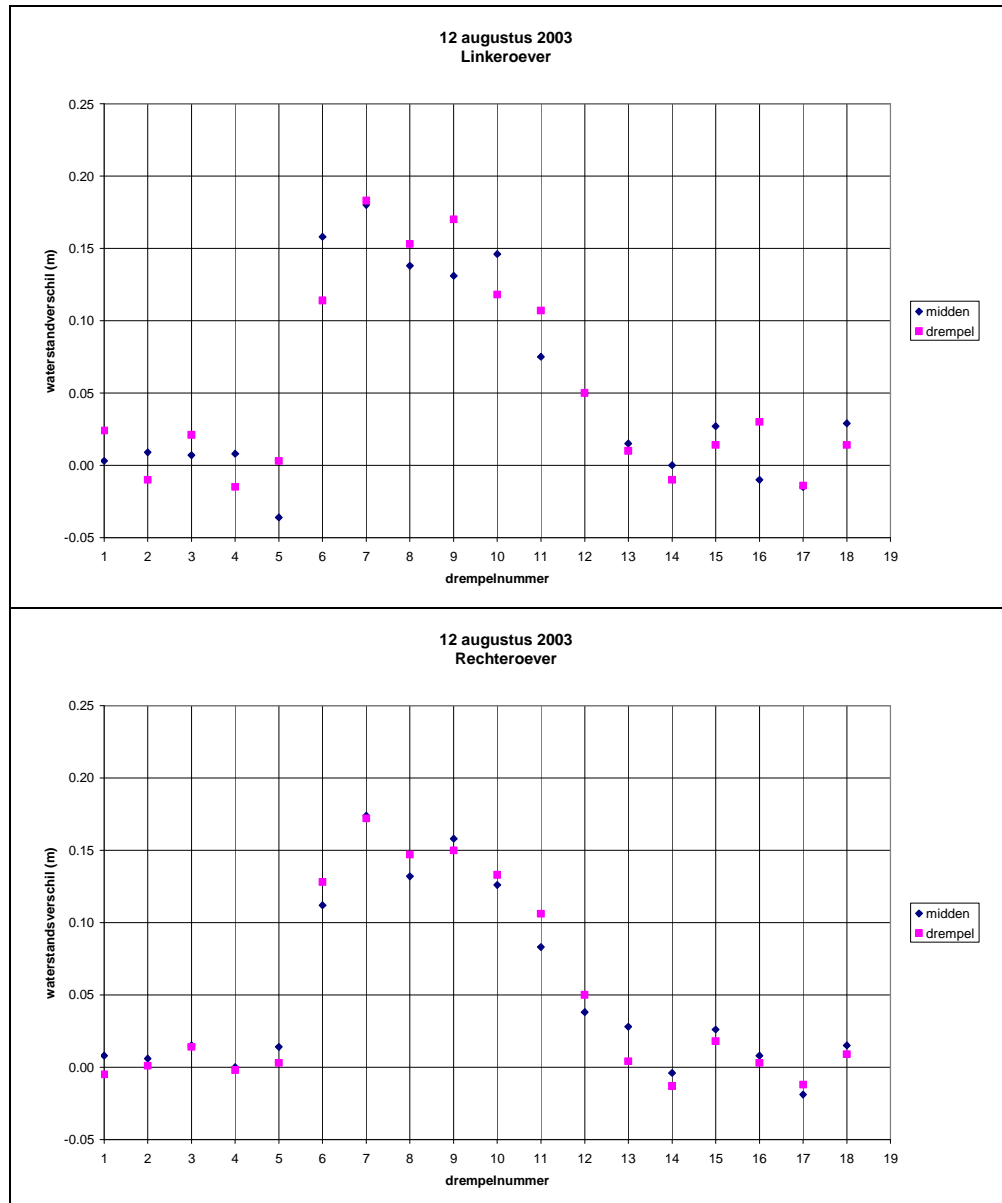 12 augustus 2003
Linkeroever
waterstandverschil (m)
0.25
0.20
0.15
0.10
0.05
0.00
-0.05
1 2 3 4 5 6 7 8 9 10 11 12 13 14 15 16 17 18 19
drempelnummer
midden
drempel
12 augustus 2003
Rechteroever
waterstandsverschil (m)
0.25
0.20
0.15
0.10
0.05
0.00
-0.05
1 2 3 4 5 6 7 8 9 10 11 12 13 14 15 16 17 18 19
drempelnummer
midden
drempel